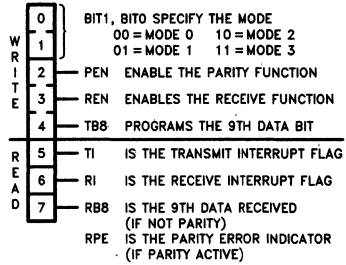 0 BIT1, BIT0 SPECIFY THE MODE
00 = MODE 0 10 = MODE 2
1 01 = MODE 1 11 = MODE 3
WRITE
2 PEN ENABLE THE PARITY FUNCTION
3 REN ENABLES THE RECEIVE FUNCTION
4 TB8 PROGRAMS THE 9TH DATA BIT
READ
5 TI IS THE TRANSMIT INTERRUPT FLAG
6 RI IS THE RECEIVE INTERRUPT FLAG
7 RB8 IS THE 9TH DATA RECEIVED
(IF NOT PARITY)
RPE IS THE PARITY ERROR INDICATOR
(IF PARITY ACTIVE)